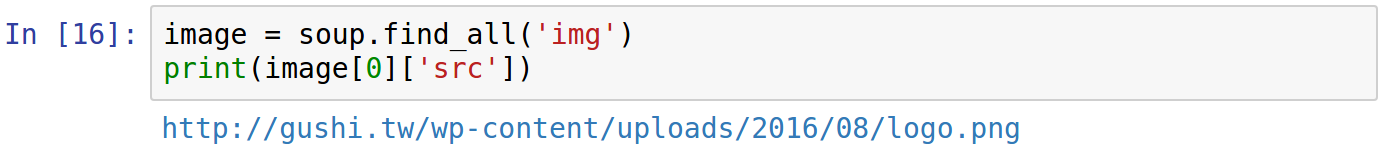 In [16]: image = soup.find_all('img')
print(image[0]['src'])
http://gushi.tw/wp-content/uploads/2016/08/logo.png